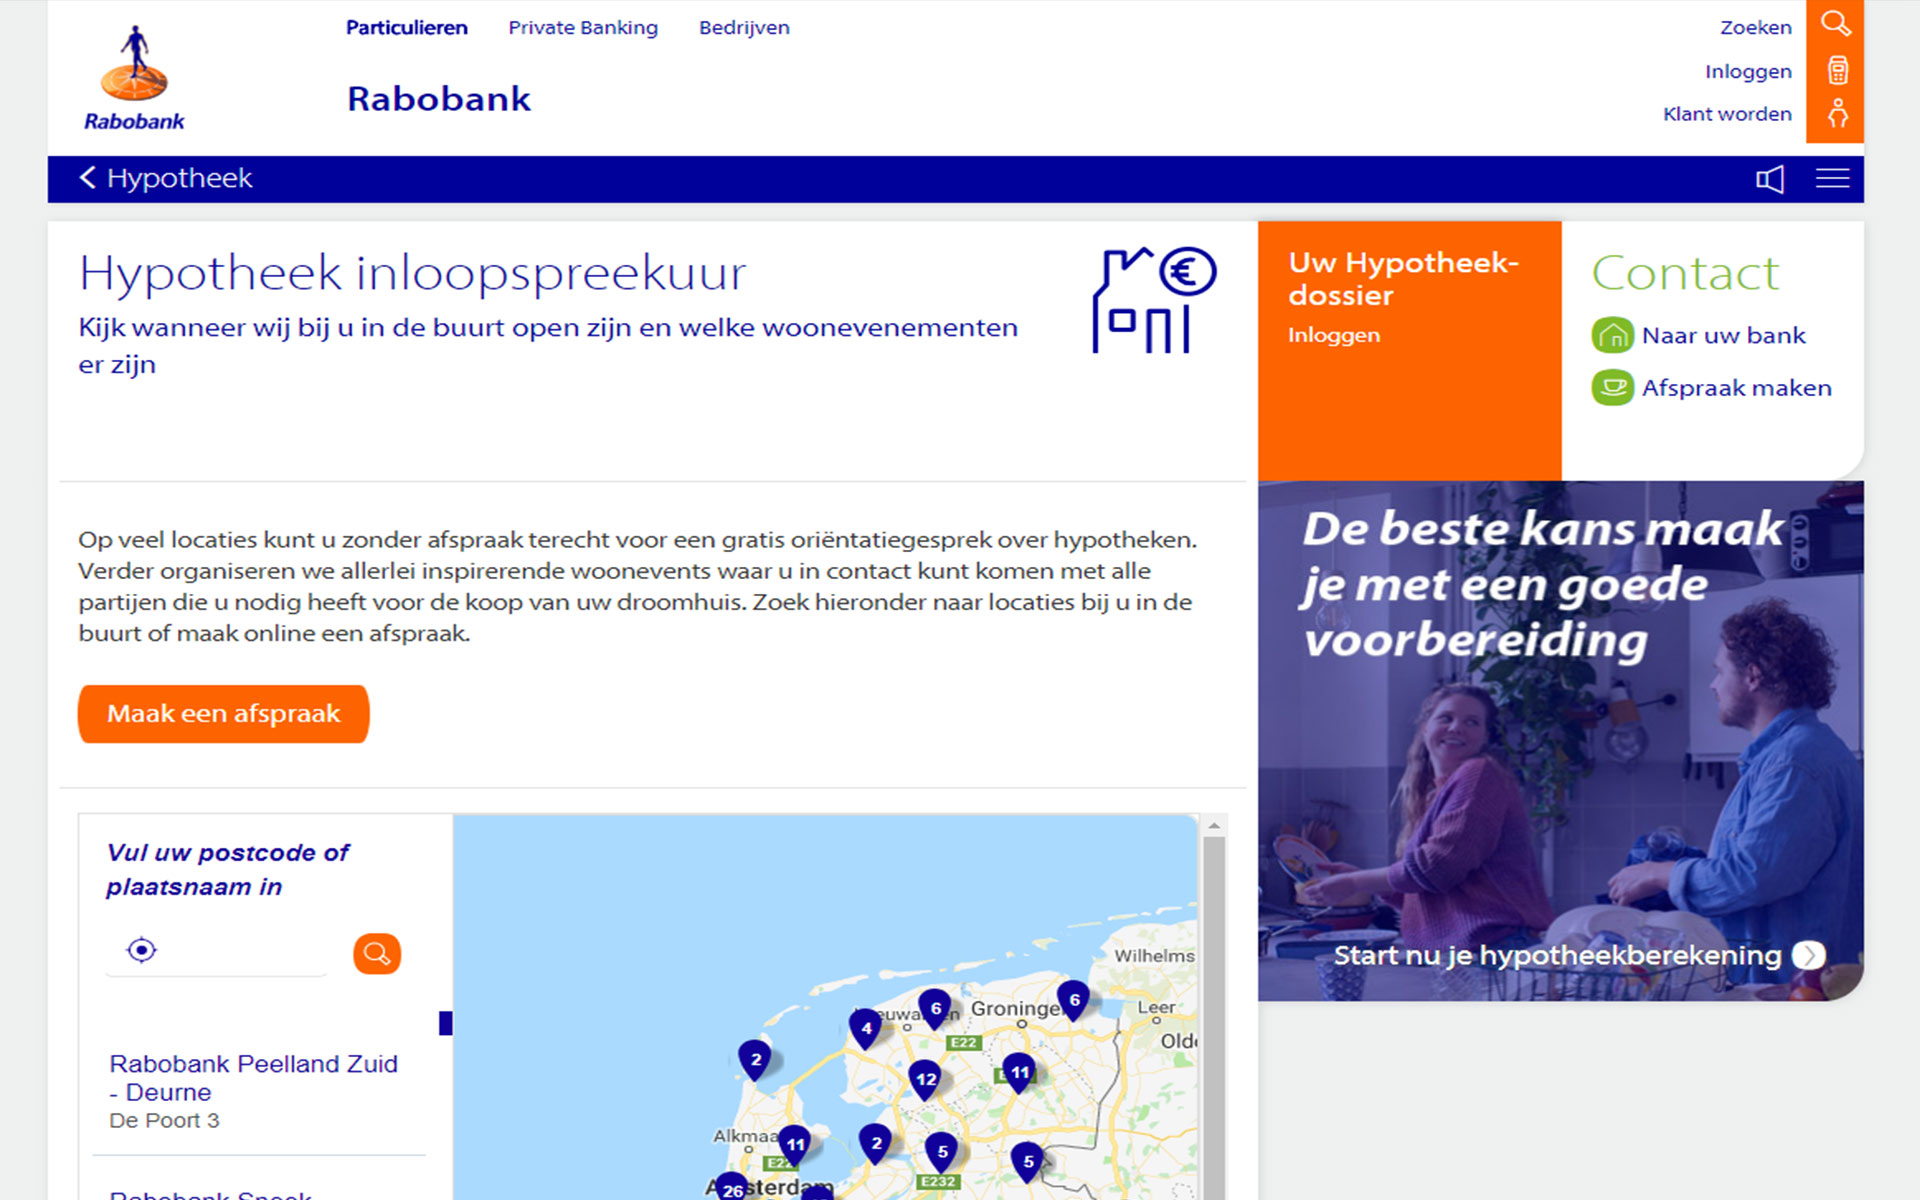 Particulieren Private Banking Bedrijven
Zoeken
Inloggen
Klant worden
Rabobank
Rabobank
Hypotheek
Hypotheek inloopspreekuur
Kijk wanneer wij bij u in de buurt open zijn en welke woonevenementen
er zijn
Uw Hypotheek-
dossier
Inloggen
Contact
Naar uw bank
Afspraak maken
Op veel locaties kunt u zonder afspraak terecht voor een gratis oriëntatiegesprek over hypotheken.
Verder organiseren we allerlei inspirerende woonevents waar u in contact kunt komen met alle
partijen die u nodig heeft voor de koop van uw droomhuis. Zoek hieronder naar locaties bij u in de
buurt of maak online een afspraak.
Maak een afspraak
De beste kans maak
je met een goede
voorbereiding
Start nu je hypotheekberekening
Vul uw postcode of
plaatsnaam in
Rabobank Peelland Zuid
- Deurne
De Poort 3
Rabobank Sneek
Wilhelms
6
6
Groninge
Leer
4
E22
Olde
2
12
11
Alkmaa
11
2
5
5
E22
E232
26